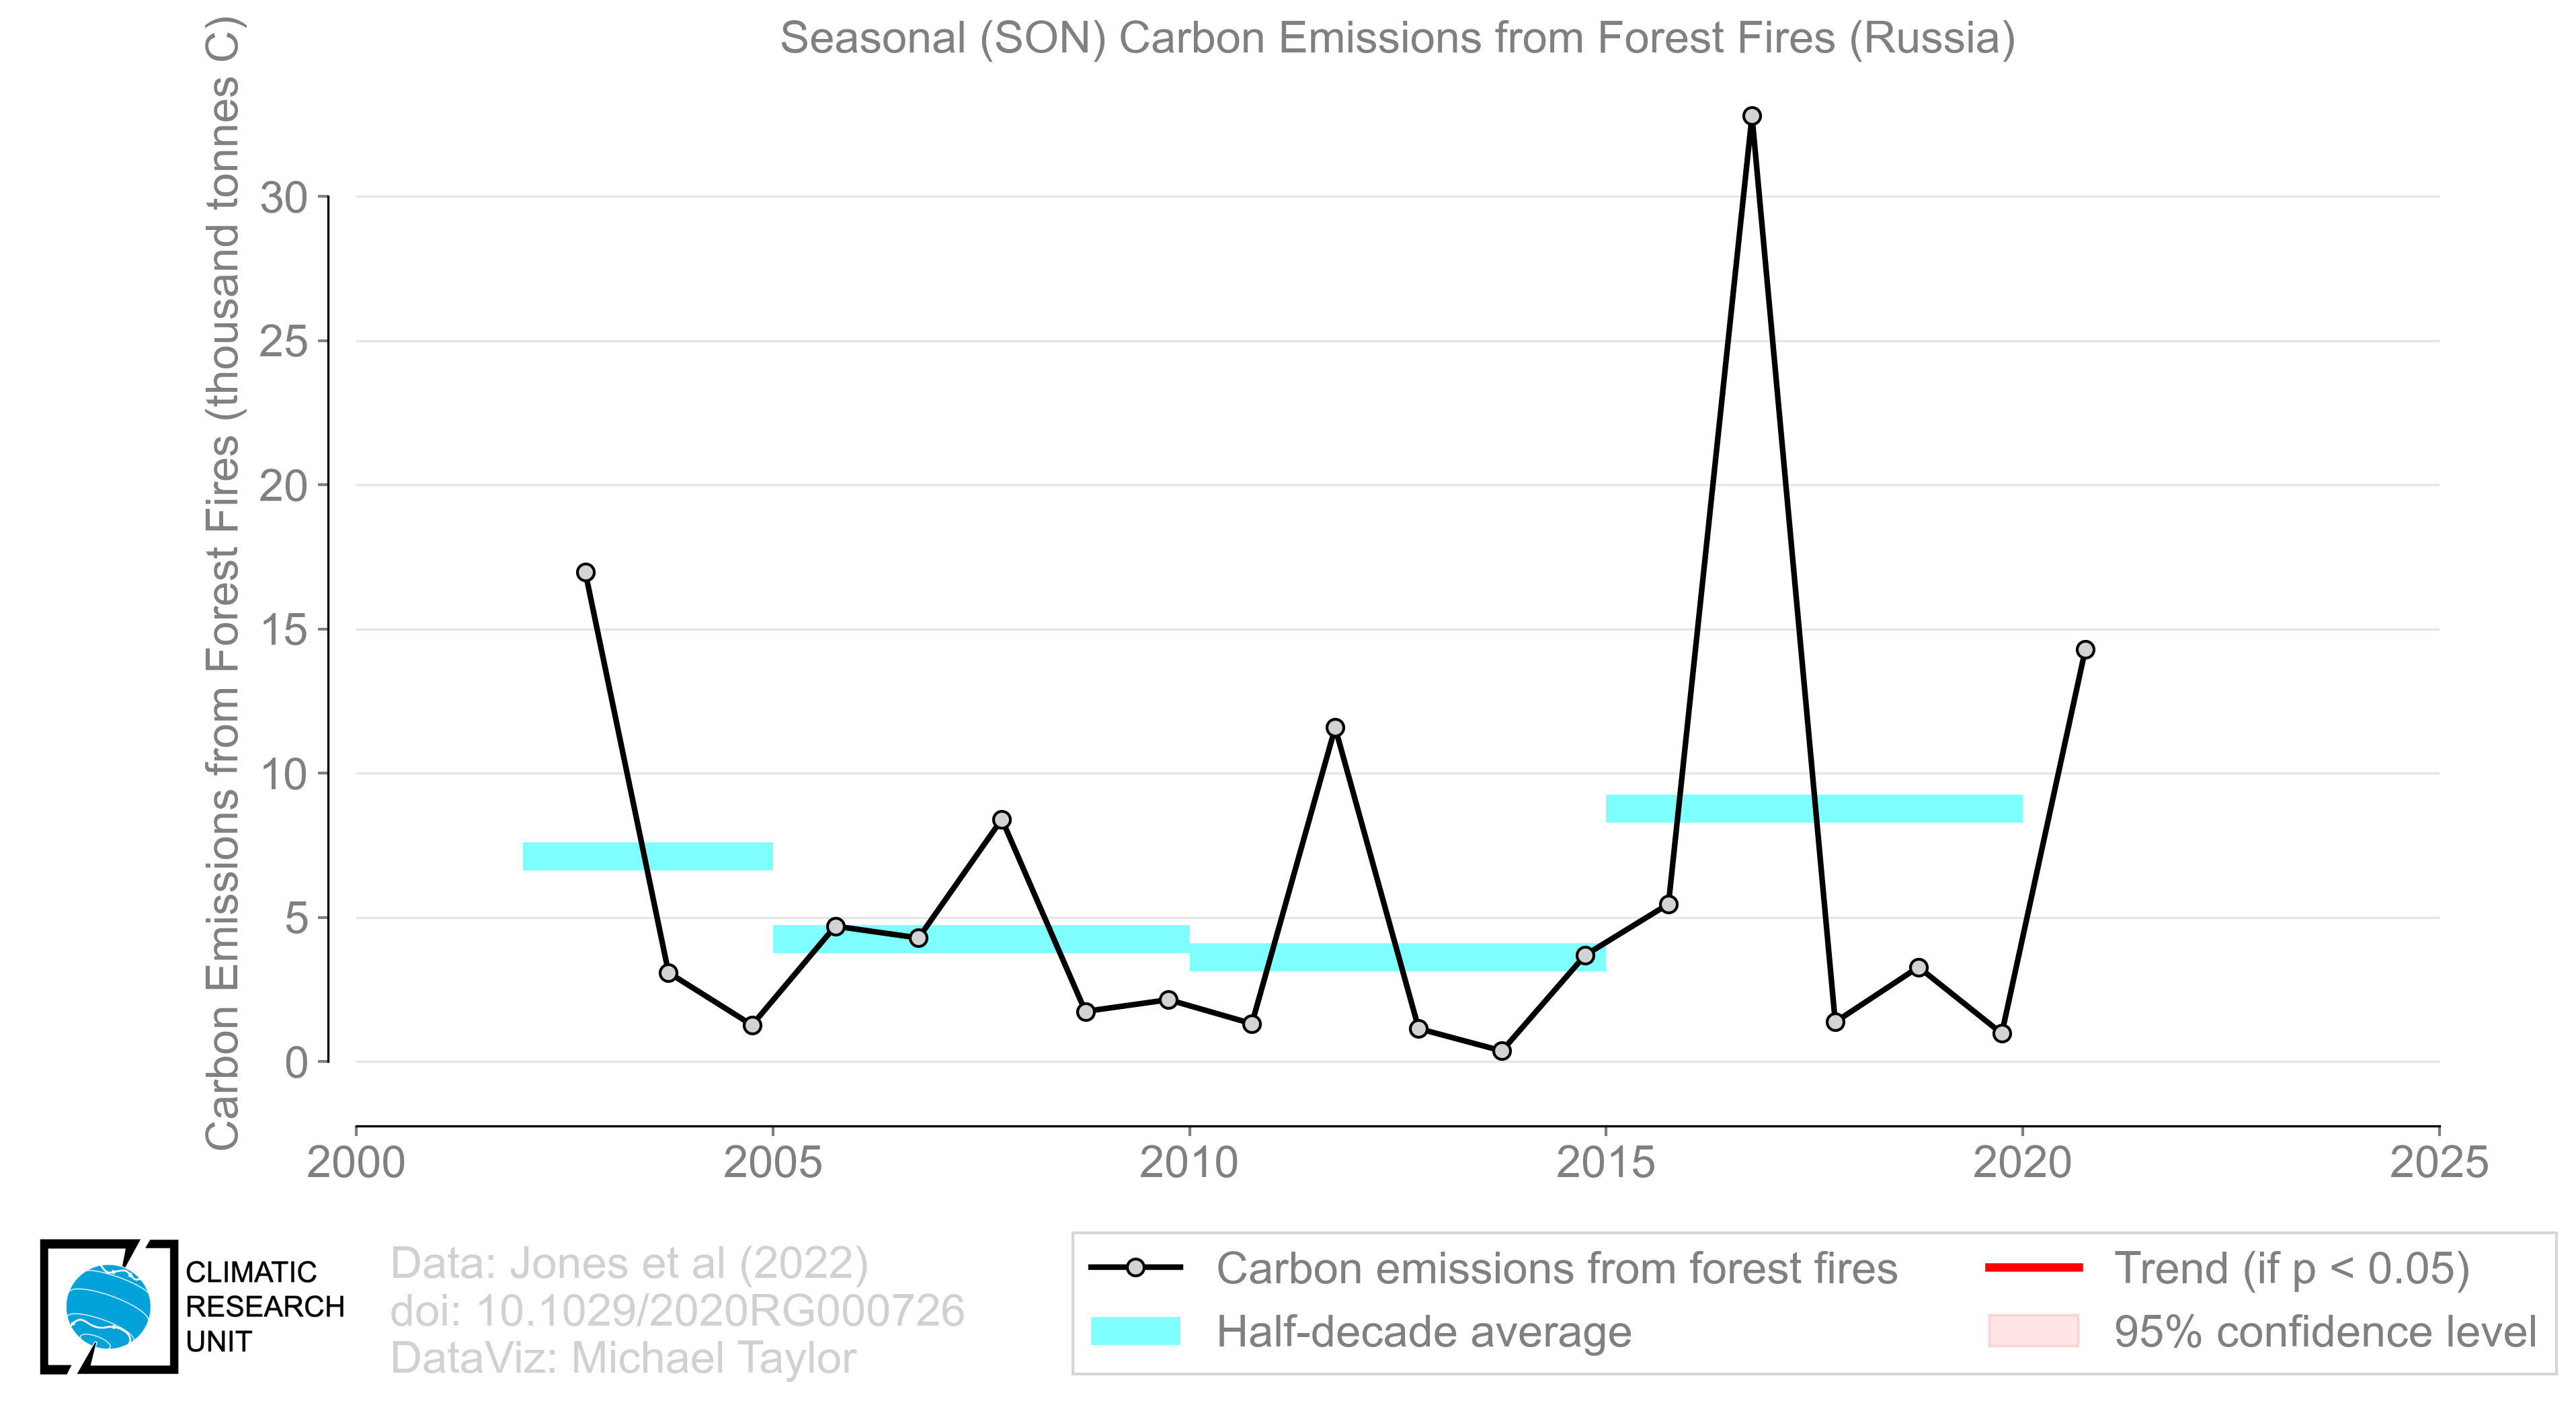 Seasonal (SON) Carbon Emissions from Forest Fires (Russia)
Carbon Emissions from Forest Fires (thousand tonnes C)
30
25
20
15
10
5
0
2000 2005 2010 2015 2020 2025
CLIMATIC
RESEARCH
UNIT
Data: Jones et al (2022)
doi: 10.1029/2020RG000726
DataViz: Michael Taylor
Carbon emissions from forest fires
Half-decade average
Trend (if p < 0.05)
95% confidence level